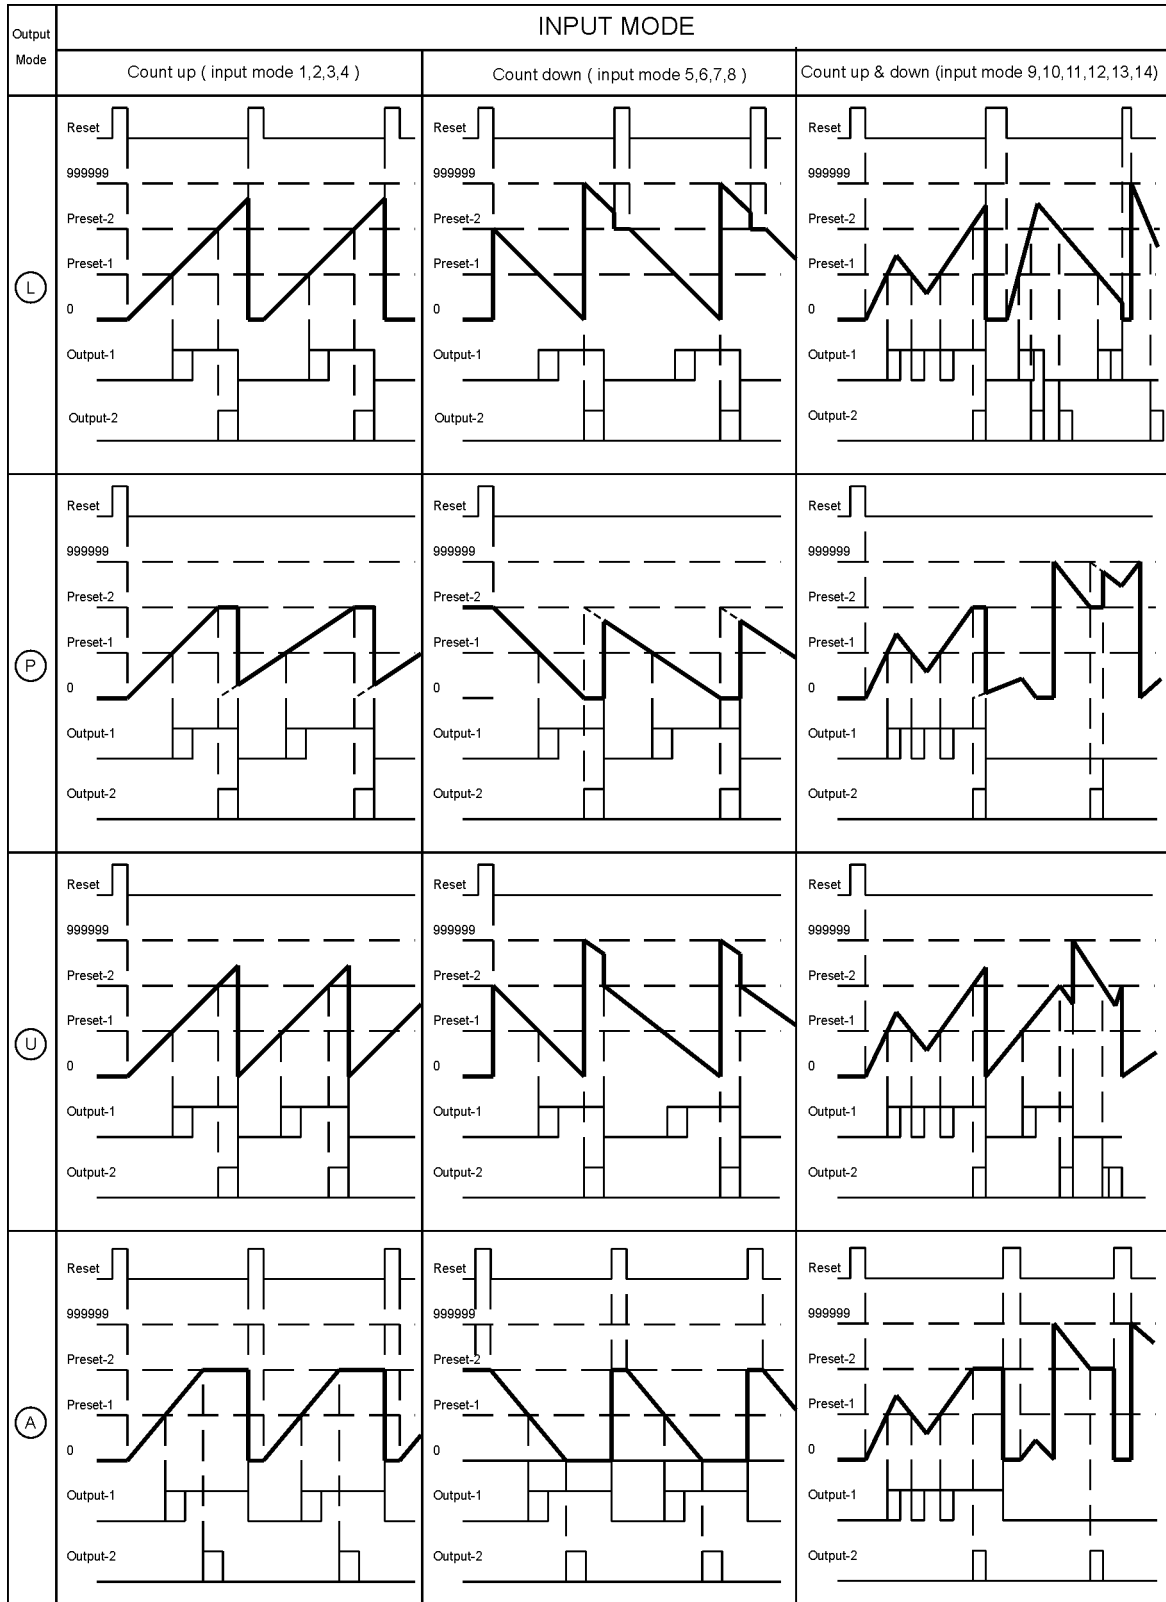 Output
Mode
INPUT MODE
Count up ( input mode 1,2,3,4 )
Count down ( input mode 5,6,7,8 )
Count up & down (input mode 9,10,11,12,13,14)
L
Reset
999999
Preset-2
Preset-1
0
Output-1
Output-2
Reset
999999
Preset-2
Preset-1
0
Output-1
Output-2
Reset
999999
Preset-2
Preset-1
0
Output-1
Output-2
P
Reset
999999
Preset-2
Preset-1
0
Output-1
Output-2
Reset
999999
Preset-2
Preset-1
0
Output-1
Output-2
Reset
999999
Preset-2
Preset-1
0
Output-1
Output-2
U
Reset
999999
Preset-2
Preset-1
0
Output-1
Output-2
Reset
999999
Preset-2
Preset-1
0
Output-1
Output-2
Reset
999999
Preset-2
Preset-1
0
Output-1
Output-2
A
Reset
999999
Preset-2
Preset-1
0
Output-1
Output-2
Reset
999999
Preset-2
Preset-1
0
Output-1
Output-2
Reset
999999
Preset-2
Preset-1
0
Output-1
Output-2